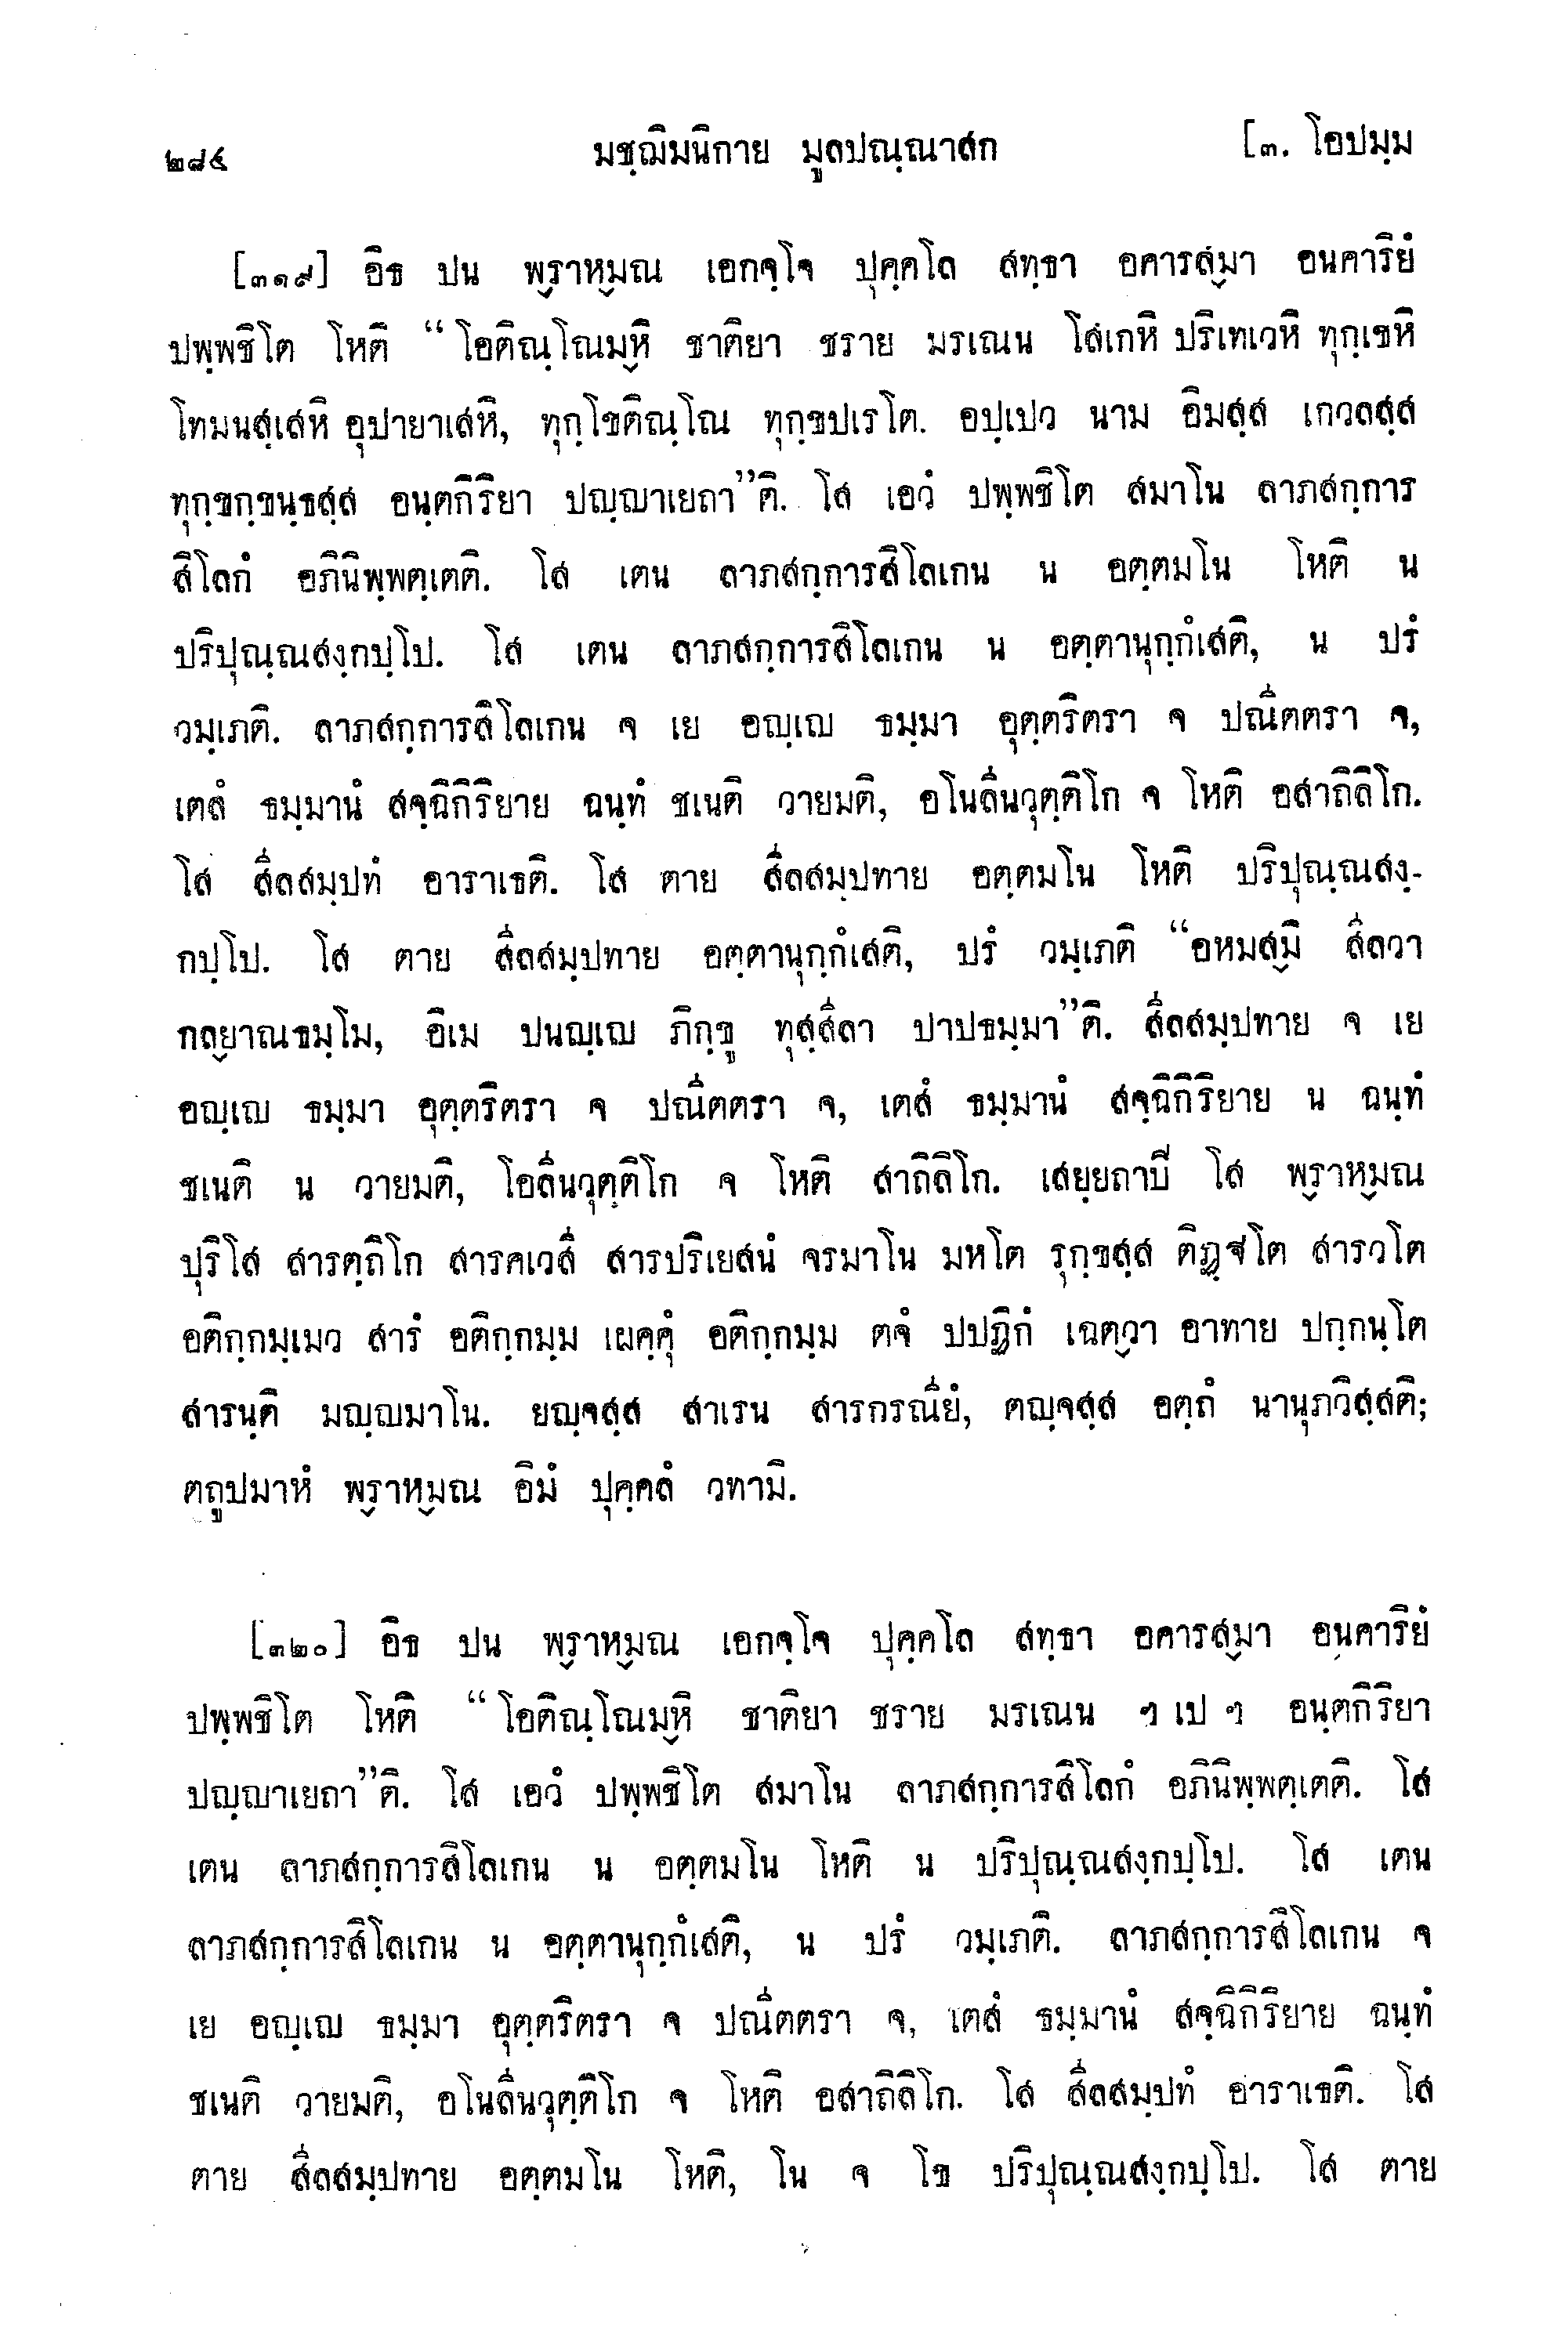 ๒๘๔ มชฺฌิมนิกาย มูลปณฺณาสก [๓. โอปมฺม
[๓๑๙] อิธ ปน พฺราหฺมณ เอกจฺโจ ปุคฺคโล สทฺธา อคารสฺมา อนคาริยํ
ปพฺพชิโต โหติ “โอติณฺโณมฺหิ ชาติยา ชราย มรเณน โสเกหิ ปริเทเวหิ ทุกฺเขหิ
โทมนสฺเสหิ อุปายาเสหิ, ทุกฺโขติณฺโณ ทุกฺขปเรโต. อปฺเปว นาม อิมสฺส เกวลสฺส
ทุกฺขกฺขนฺธสฺส อนฺตกิริยา ปญฺญาเยถา”ติ. โส เอวํ ปพฺพชิโต สมาโน ลาภสกฺการ
สิโลกํ อภินิพฺพตฺเตติ. โส เตน ลาภสกฺการสิโลเกน น อตฺตมโน โหติ น
ปริปุณฺณสงฺกปฺโป. โส เตน ลาภสกฺการสิโลเกน น อตฺตานุกฺกํเสติ, น ปรํ
วมฺเภติ. ลาภสกฺการสิโลเกน จ เย อญฺเญ ธมฺมา อุตฺตริตรา จ ปณีตตรา จ,
เตสํ ธมฺมานํ สจฺฉิกิริยาย ฉนฺทํ ชเนติ วายมติ, อโนลีนวุตฺติโก จ โหติ อสาถิลิโก.
โส สีลสมฺปทํ อาราเธติ. โส ตาย สีลสมฺปทาย อตฺตมโน โหติ ปริปุณฺณสงฺ-
กปฺโป. โส ตาย สีลสมฺปทาย อตฺตานุกฺกํเสติ, ปรํ วมฺเภติ “อหมสฺมิ สีลวา
กลฺยาณธมฺโม, อิเม ปนญฺเญ ภิกฺขู ทุสฺสีลา ปาปธมฺมา”ติ. สีลสมฺปทาย จ เย
อญฺเญ ธมฺมา อุตฺตริตรา จ ปณีตตรา จ, เตสํ ธมฺมานํ สจฺฉิกิริยาย น ฉนฺทํ
ชเนติ น วายมติ, โอลีนวุตฺติโก จ โหติ สาถิลิโก. เสยฺยถาปิ โส พฺราหฺมณ
ปุริโส สารตฺถิโก สารคเวสี สารปริเยสนํ จรมาโน มหโต รุกฺขสฺส ติฏฺฐโต สารวโต
อติกฺกมฺเมว สารํ อติกฺกมฺม เผคฺคุํ อติกฺกมฺม ตจํ ปปฏิกํ เฉตฺวา อาทาย ปกฺกนฺโต
สารนฺติ มญฺญมาโน. ยญฺจสฺส สาเรน สารกรณียํ, ตญฺจสฺส อตฺถํ นานุภวิสฺสติ;
ตถูปมาหํ พฺราหฺมณ อิมํ ปุคฺคลํ วทามิ.
[๓๒๐] อิธ ปน พฺราหฺมณ เอกจฺโจ ปุคฺคโล สทฺธา อคารสฺมา อนคาริยํ
ปพฺพชิโต โหติ “โอติณฺโณมฺหิ ชาติยา ชราย มรเณน ฯ เป ฯ อนฺตกิริยา
ปญฺญาเยถา”ติ. โส เอวํ ปพฺพชิโต สมาโน ลาภสกฺการสิโลกํ อภินิพฺพตฺเตติ. โส
เตน ลาภสกฺการสิโลเกน น อตฺตมโน โหติ น ปริปุณฺณสงฺกปฺโป. โส เตน
ลาภสกฺการสิโลเกน น อตฺตานุกฺกํเสติ, น ปรํ วมฺเภติ. ลาภสกฺการสิโลเกน จ
เย อญฺเญ ธมฺมา อุตฺตริตรา จ ปณีตตรา จ, เตสํ ธมฺมานํ สจฺฉิกิริยาย ฉนฺทํ
ชเนติ วายมติ, อโนลีนวุตฺติโก จ โหติ อสาถิลิโก. โส สีลสมฺปทํ อาราเธติ. โส
ตาย สีลสมฺปทาย อตฺตมโน โหติ, โน จ โข ปริปุณฺณสงฺกปฺโป. โส ตาย